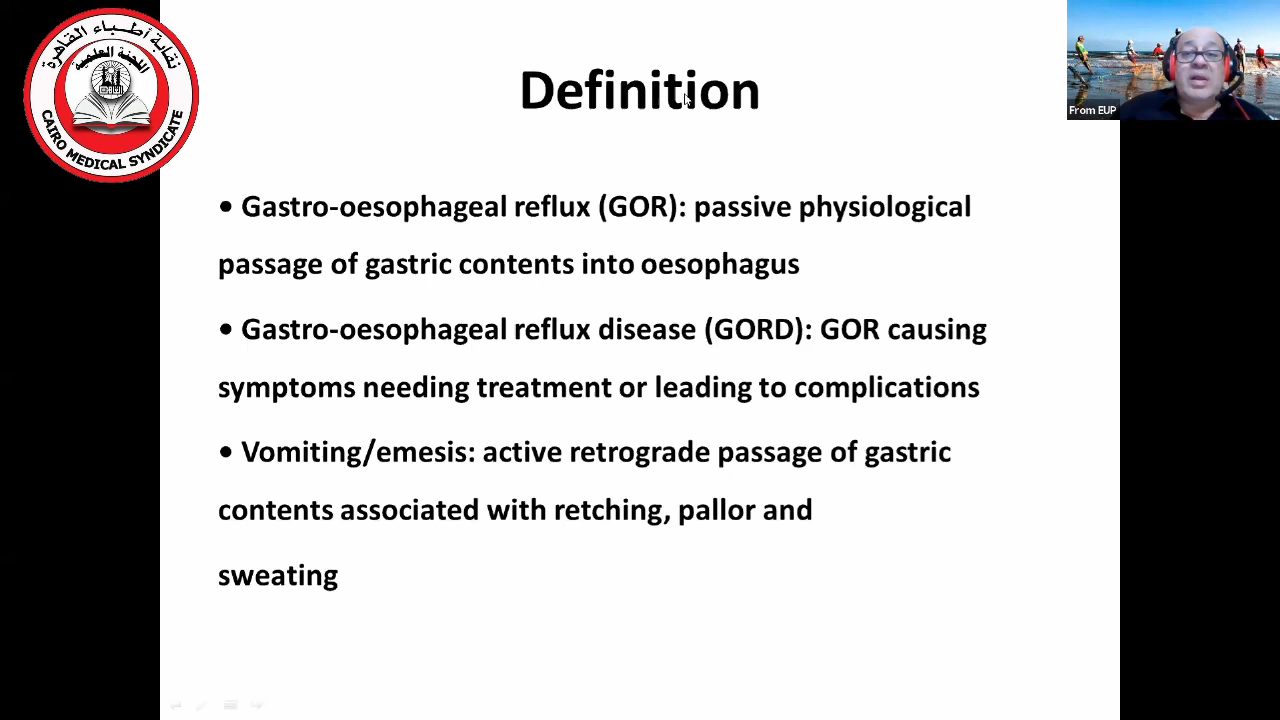 نقابة أطباء القاهرة
اللجنة العلمية
CAIRO MEDICAL SYNDICATE
Definition
From EUP
• Gastro-oesophageal reflux (GOR): passive physiological
passage of gastric contents into oesophagus
• Gastro-oesophageal reflux disease (GORD): GOR causing
symptoms needing treatment or leading to complications
• Vomiting/emesis: active retrograde passage of gastric
contents associated with retching, pallor and
sweating